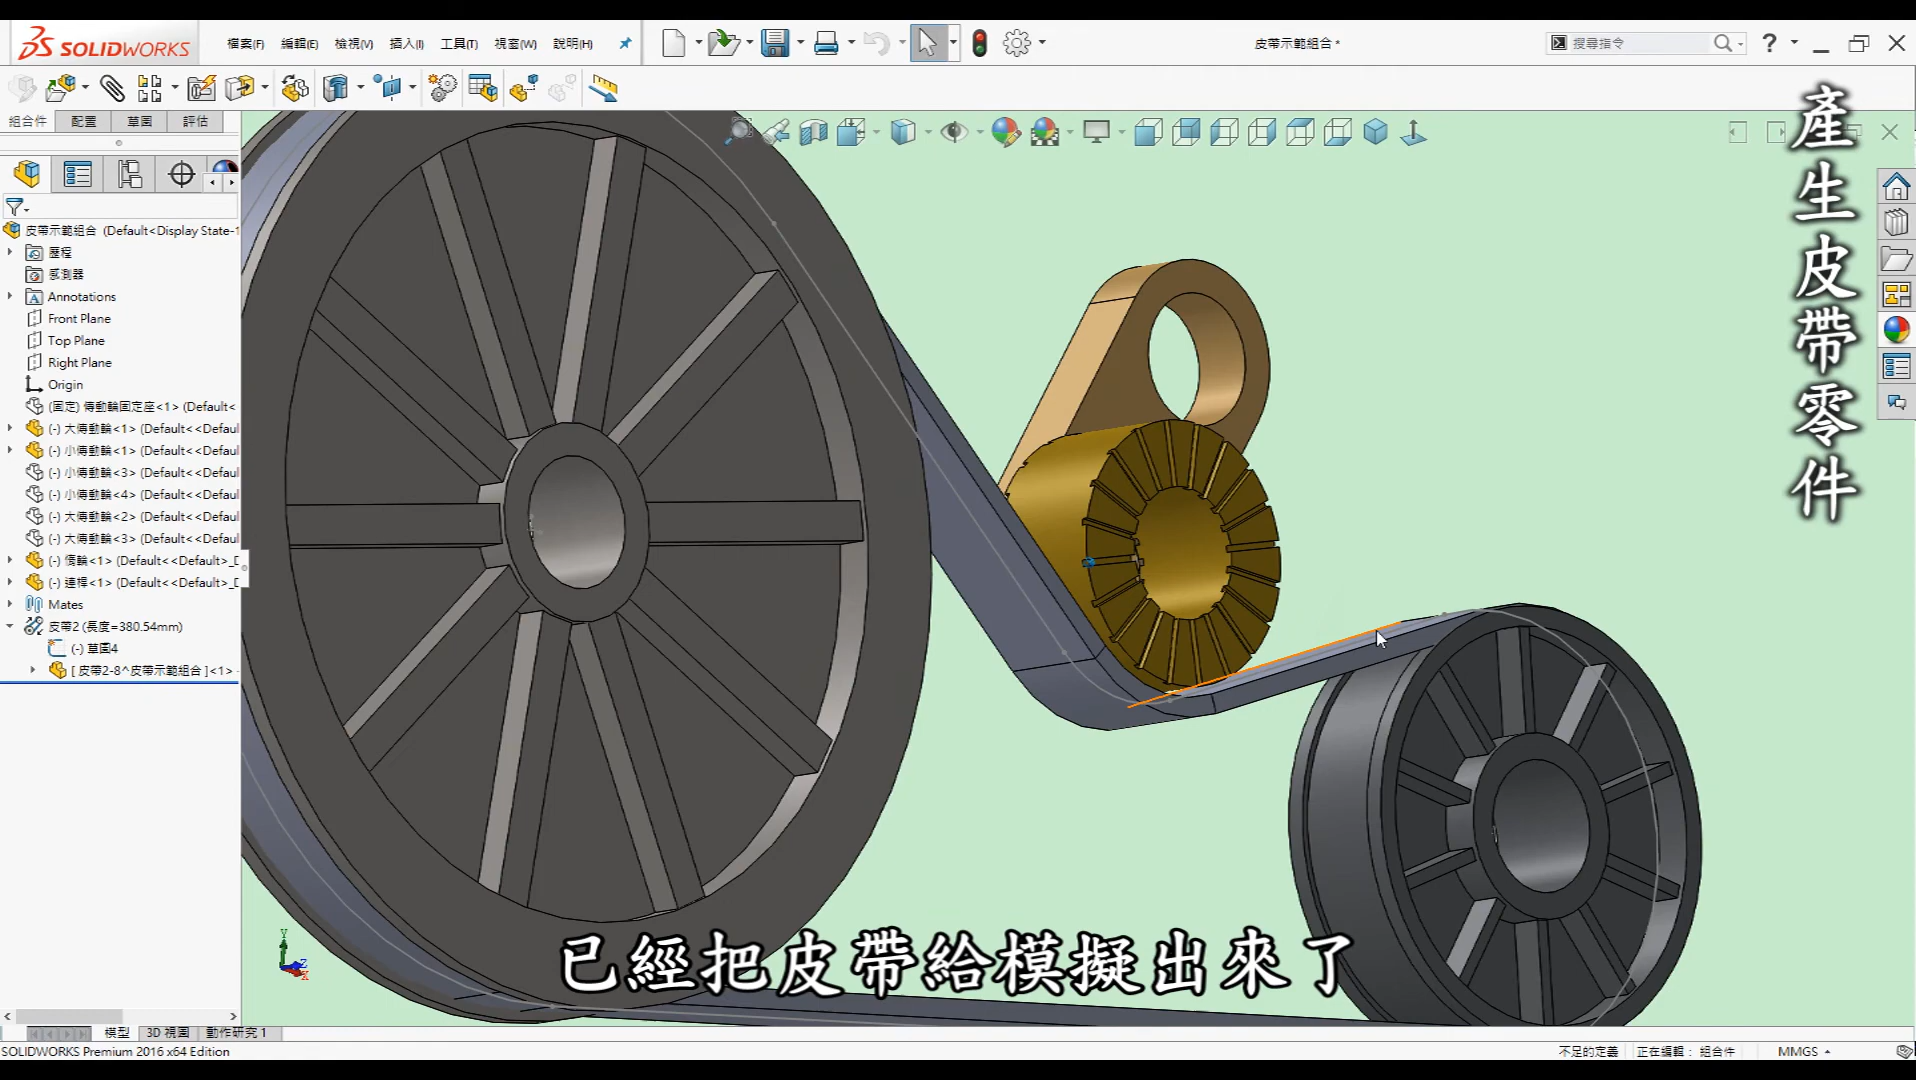 SOLIDWORKS
檔案(F) 編輯(E) 檢視(V) 插入(I) 工具(T) 視窗(W) 說明(H)
皮帶示範組合 *
搜尋指令
?
組合件 配置 草圖 評估
皮帶示範組合 (Default<Display State-1
歷程
感測器
Annotations
Front Plane
Top Plane
Right Plane
Origin
(固定) 傳動輪固定座<1> (Default<
(-) 大傳動輪<1> (Default<<Defaul
(-) 小傳動輪<1> (Default<<Defaul
(-) 小傳動輪<3> (Default<<Defaul
(-) 小傳動輪<4> (Default<<Defaul
(-) 大傳動輪<2> (Default<<Defaul
(-) 大傳動輪<3> (Default<<Defaul
(-) 惰輪<1> (Default<<Default>_D
(-) 連桿<1> (Default<<Default>_D
Mates
皮帶2 (長度=380.54mm)
(-) 草圖4
[ 皮帶2-8^皮帶示範組合 ]<1> -
產生皮帶零件
已經把皮帶給模擬出來了
模型 3D 視圖 動作研究 1
SOLIDWORKS Premium 2016 x64 Edition
不足的定義 正在編輯： 組合件 MMGS